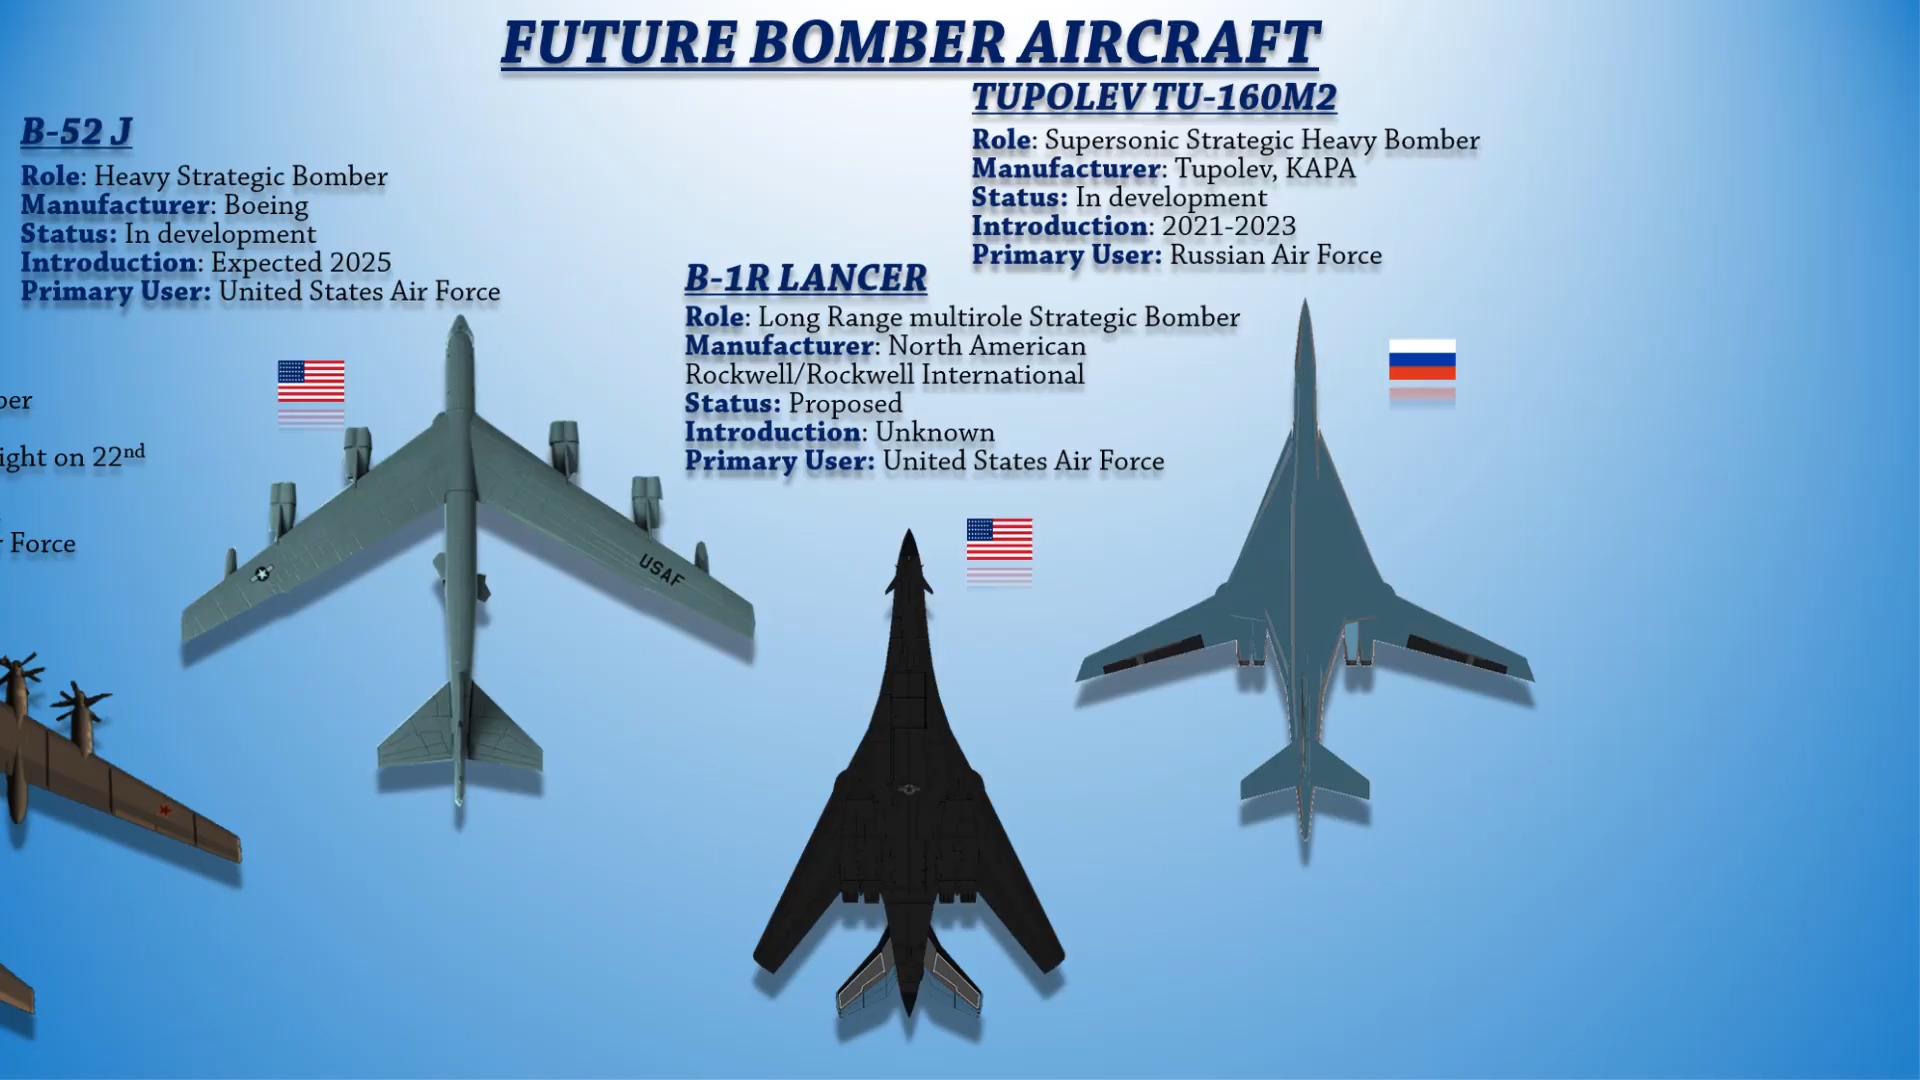 FUTURE BOMBER AIRCRAFT
B-52 J
Role: Heavy Strategic Bomber
Manufacturer: Boeing
Status: In development
Introduction: Expected 2025
Primary User: United States Air Force
on 22nd
Force
USAF
B-1R LANCER
Role: Long Range multirole Strategic Bomber
Manufacturer: North American
Rockwell/Rockwell International
Status: Proposed
Introduction: Unknown
Primary User: United States Air Force
TUPOLEV TU-160M2
Role: Supersonic Strategic Heavy Bomber
Manufacturer: Tupolev, KAPA
Status: In development
Introduction: 2021-2023
Primary User: Russian Air Force